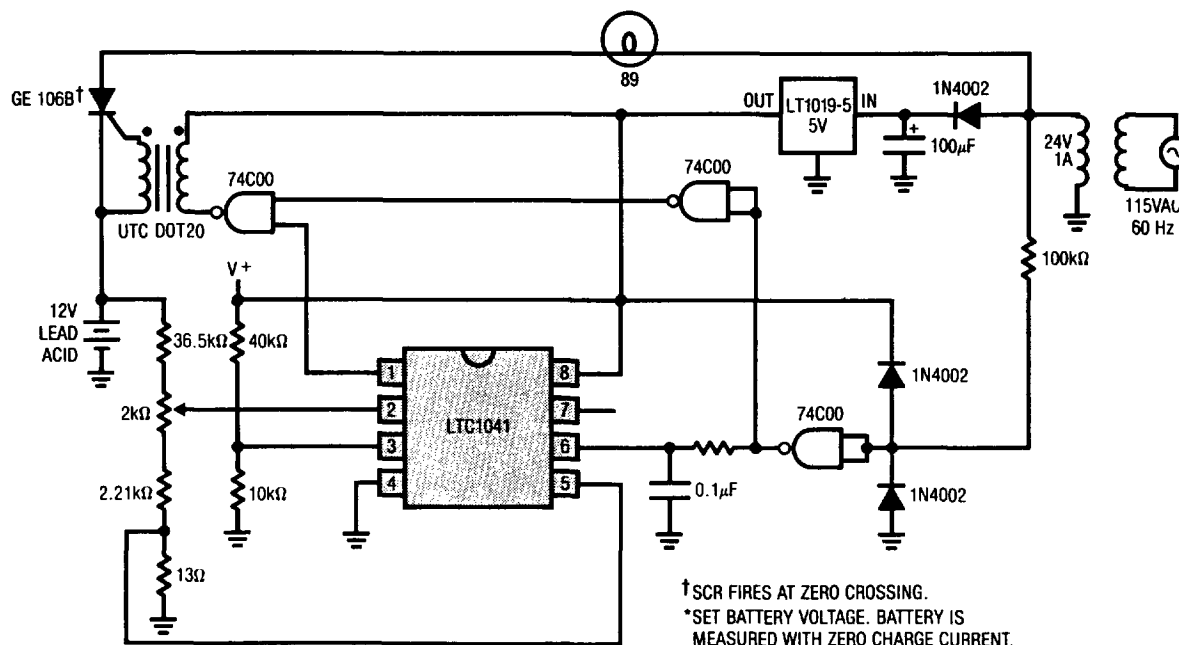 89
GE 106B†
OUT
LT1019-5
5V
IN
1N4002
+
100µF
24V
1A
115VAC
60 Hz
74C00
74C00
UTC DOT20
V+
100kΩ
12V
LEAD
ACID
36.5kΩ
40kΩ
2kΩ
2.21kΩ
10kΩ
13Ω
LTC1041
1
2
3
4
8
7
6
5
0.1µF
74C00
1N4002
1N4002
†SCR FIRES AT ZERO CROSSING.
*SET BATTERY VOLTAGE. BATTERY IS
MEASURED WITH ZERO CHARGE CURRENT.